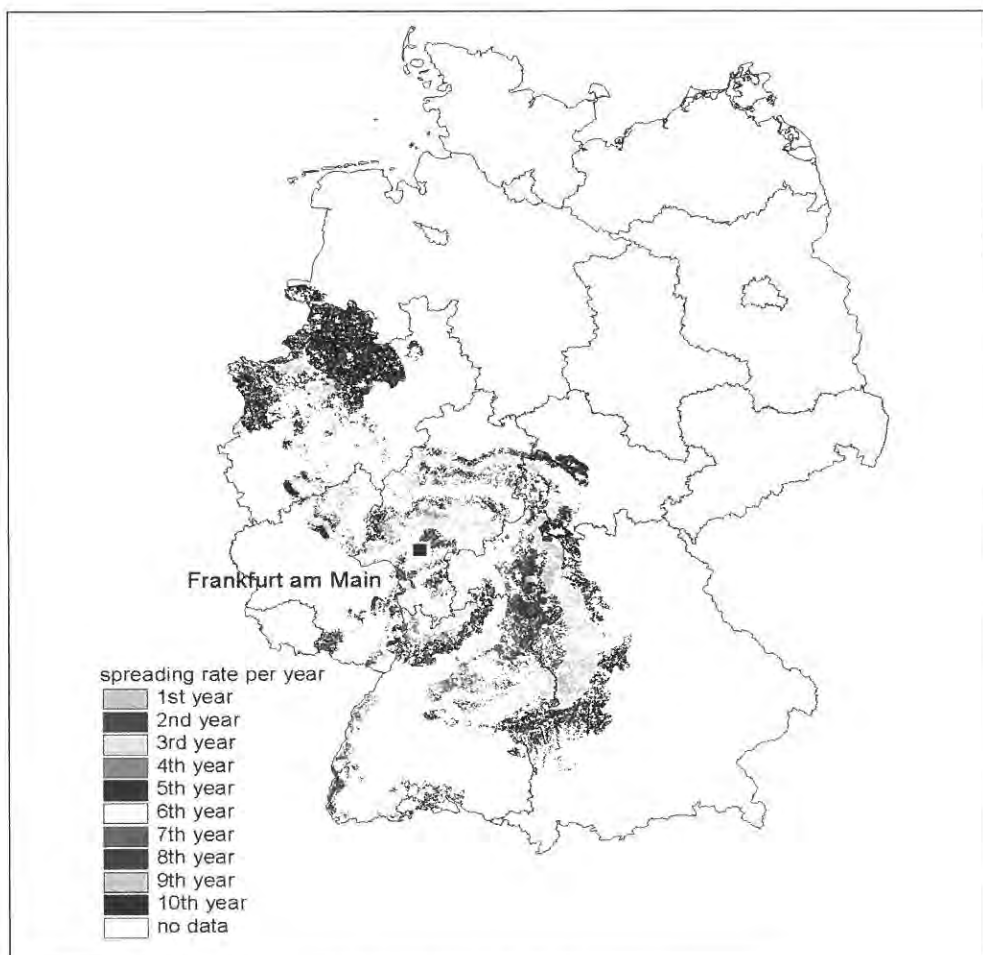 Frankfurt am Main
spreading rate per year
1st year
2nd year
3rd year
4th year
5th year
6th year
7th year
8th year
9th year
10th year
no data